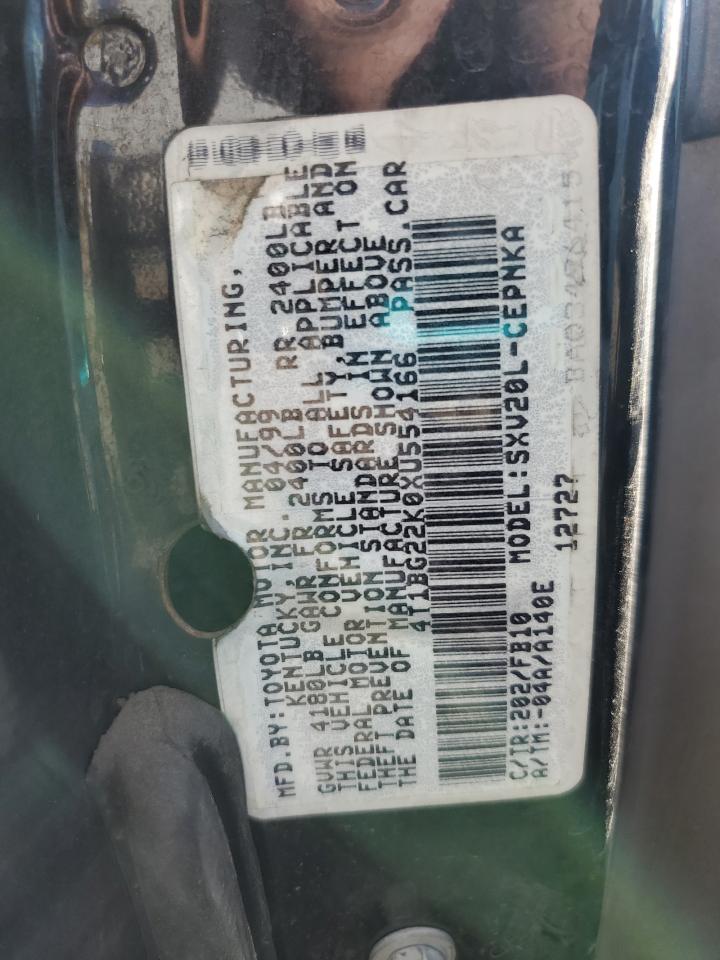 MFD.BY:TOYOTA MOTOR MANUFACTURING,
KENTUCKY,INC. 04/99
GVWR 4180LB GAWR FR 2400LB RR 2400LB
THIS VEHICLE CONFORMS TO ALL APPLICABLE
FEDERAL MOTOR VEHICLE SAFETY,BUMPER AND
THEFT PREVENTION STANDARDS IN EFFECT ON
THE DATE OF MANUFACTURE SHOWN ABOVE
4T1BG22K0XU554166 PASS.CAR
C/TR:202/FB10 MODEL:SXV20L-CEPNKA
A/TM:-04A/A140E 12727